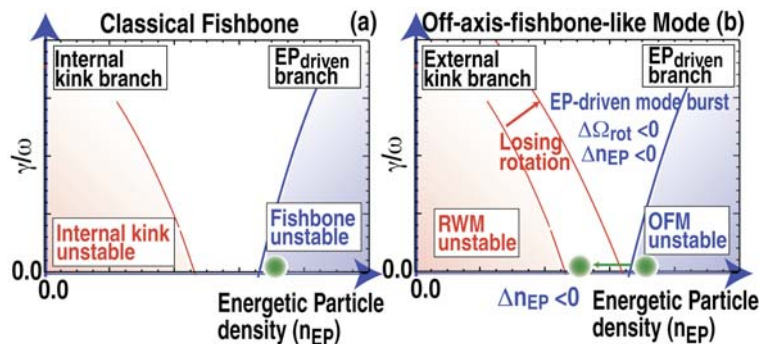 Classical Fishbone (a)
Internal
kink branch
EPdriven
branch
γ/ω
Internal kink
unstable
Fishbone
unstable
0.0
0.0
Energetic Particle
density (nEP)
Off-axis-fishbone-like Mode (b)
External
kink branch
EPdriven
branch
EP-driven mode burst
ΔΩrot <0
ΔnEP <0
Losing
rotation
γ/ω
RWM
unstable
OFM
unstable
0.0
0.0
ΔnEP <0
Energetic Particle
density (nEP)